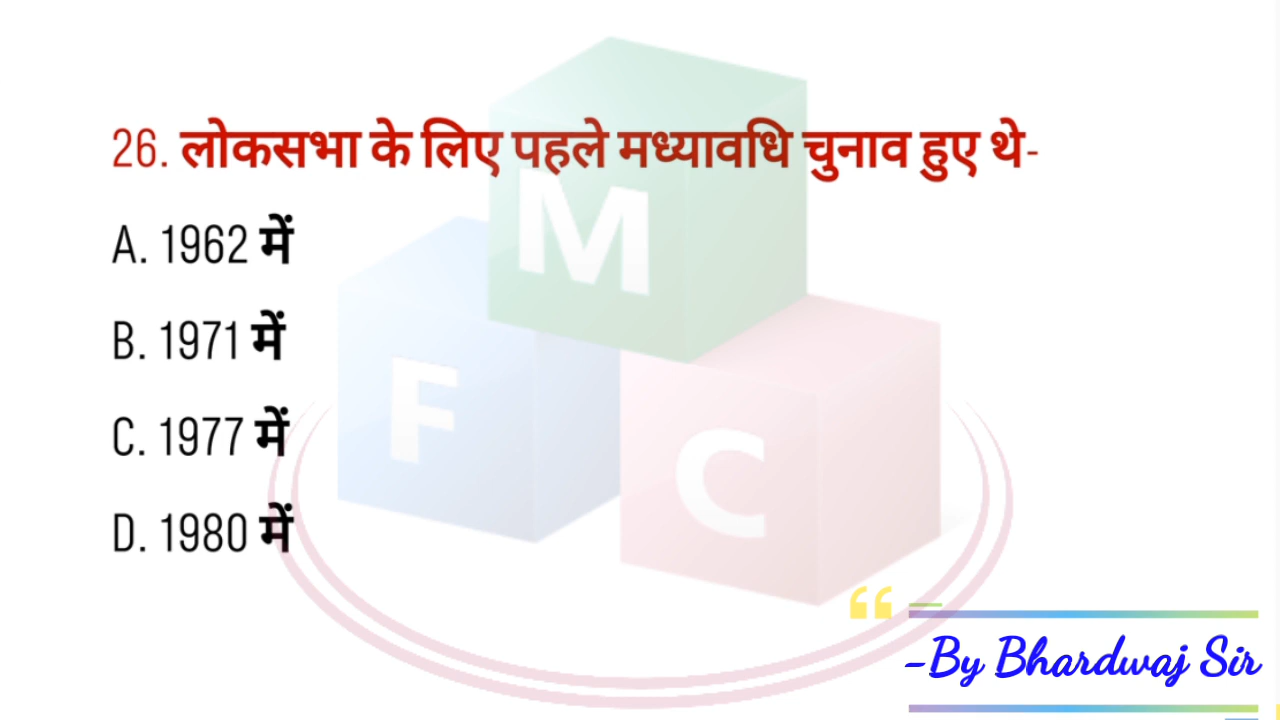 26. लोकसभा के लिए पहले मध्यावधि चुनाव हुए थे-
A. 1962 में
B. 1971 में
C. 1977 में
D. 1980 में
M
F
C
“
-By Bhardwaj Sir